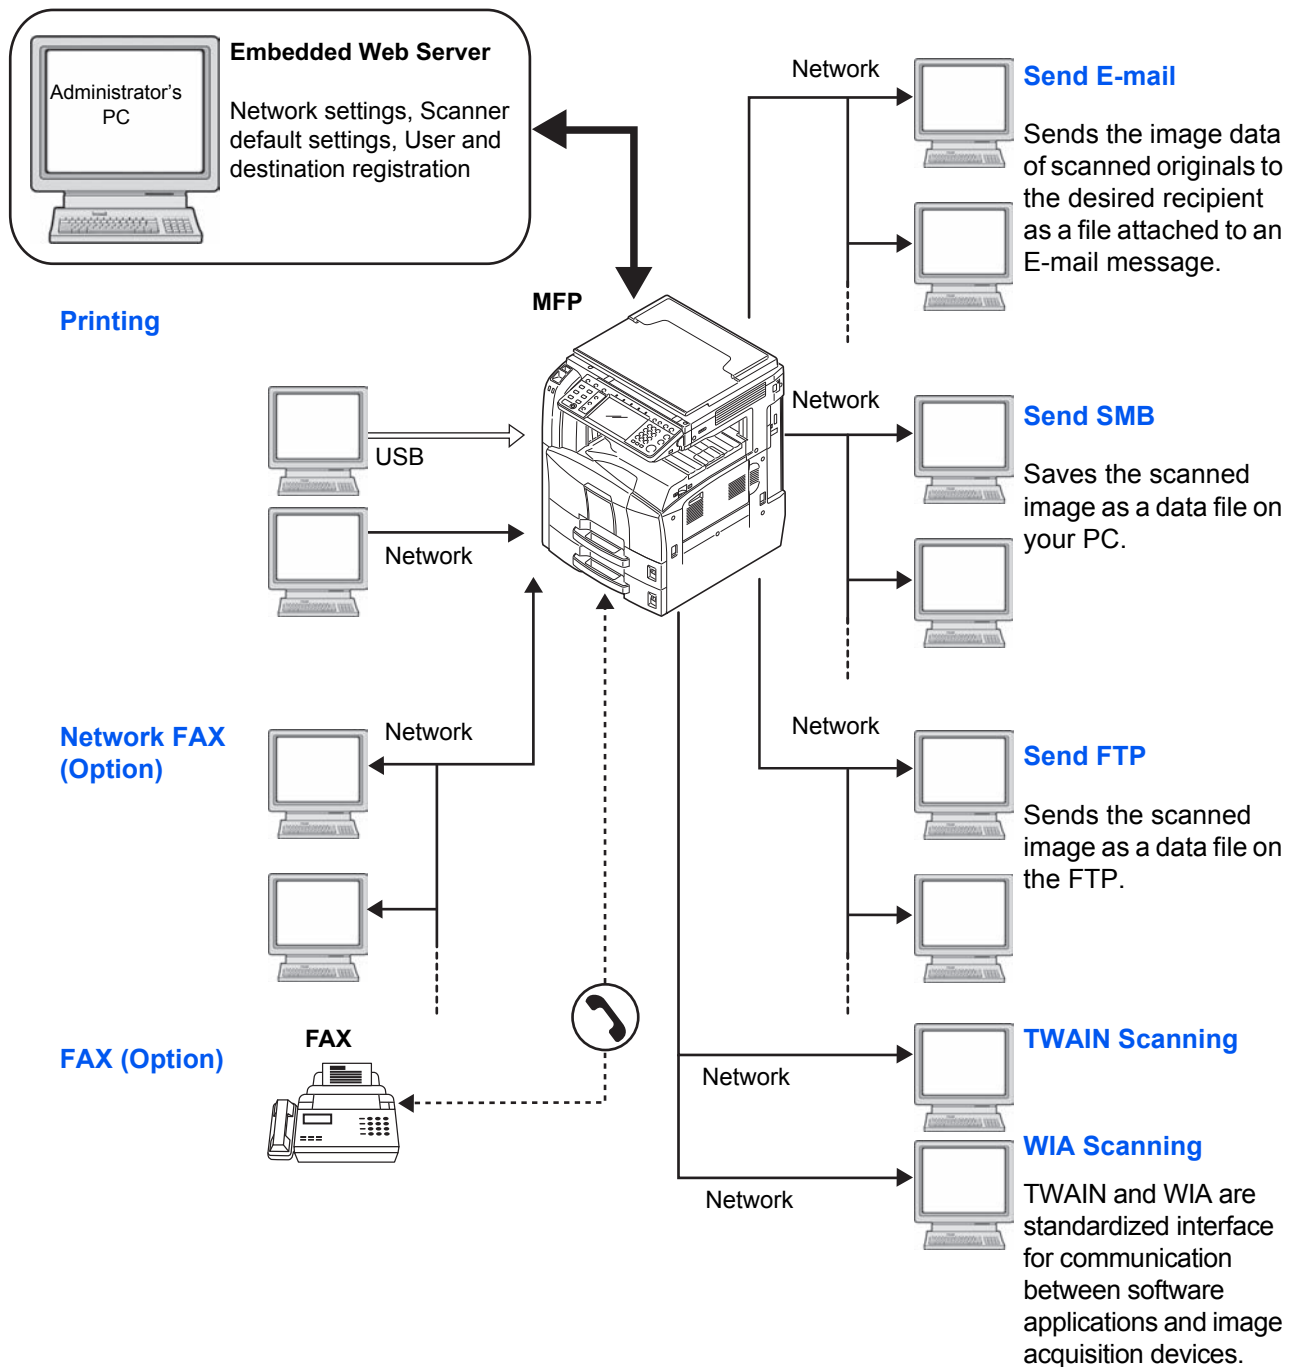 Embedded Web Server
Administrator's
PC
Network settings, Scanner
default settings, User and
destination registration
Network
Send E-mail
Sends the image data
of scanned originals to
the desired recipient
as a file attached to an
E-mail message.
MFP
Printing
USB
Network
Network
Send SMB
Saves the scanned
image as a data file on
your PC.
Network FAX
(Option)
Network
Network
Send FTP
Sends the scanned
image as a data file on
the FTP.
FAX (Option)
FAX
Network
TWAIN Scanning
Network
WIA Scanning
TWAIN and WIA are
standardized interface
for communication
between software
applications and image
acquisition devices.